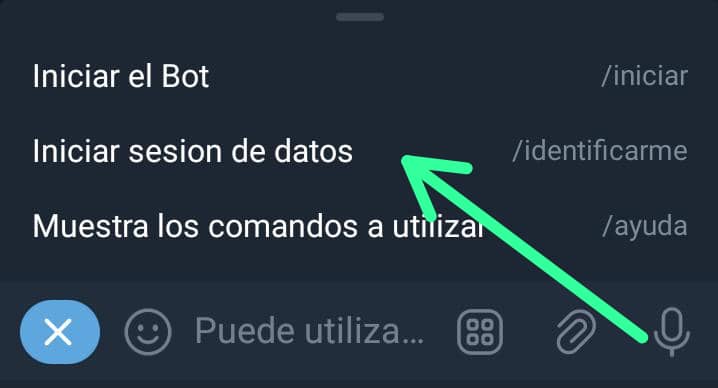 Iniciar el Bot /iniciar
Iniciar sesion de datos /identificarme
Muestra los comandos a utilizar /ayuda
Puede utiliza...